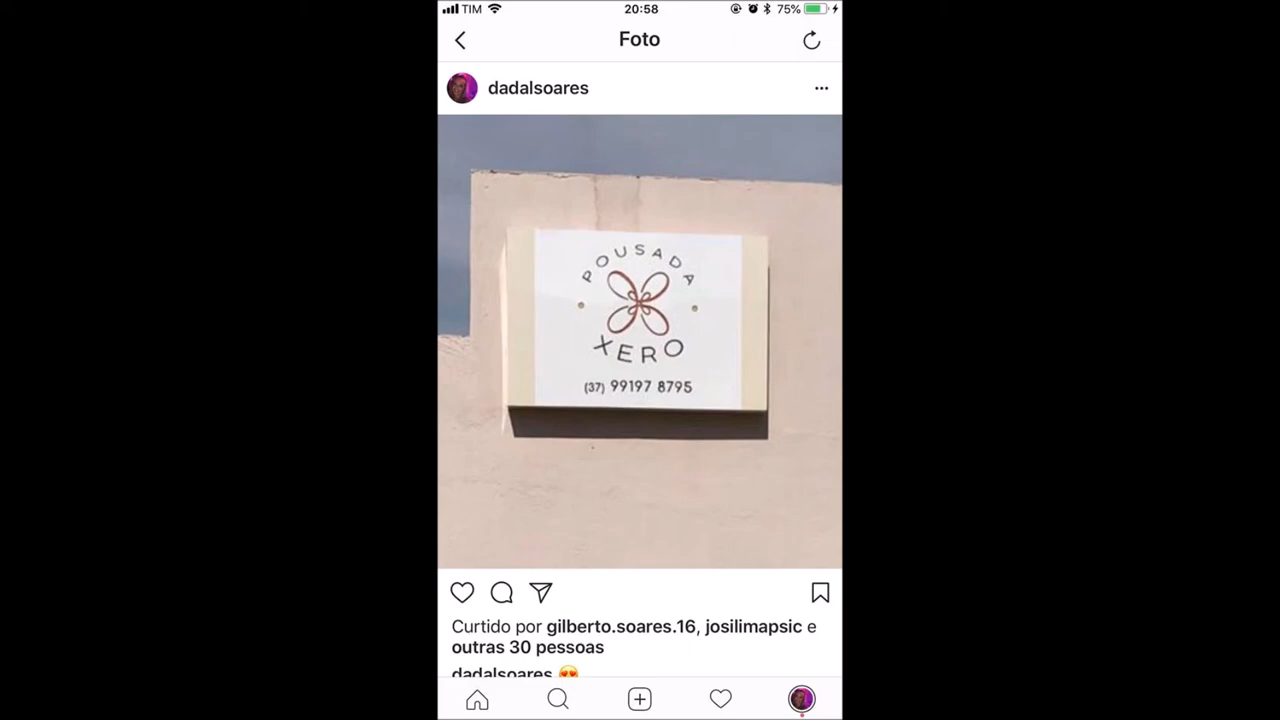 TIM 20:58 75%
Foto
dadalsoares
POUSADA
XERO
(37) 99197 8795
Curtido por gilberto.soares.16, josilimapsic e
outras 30 pessoas
dadalsoares 😍